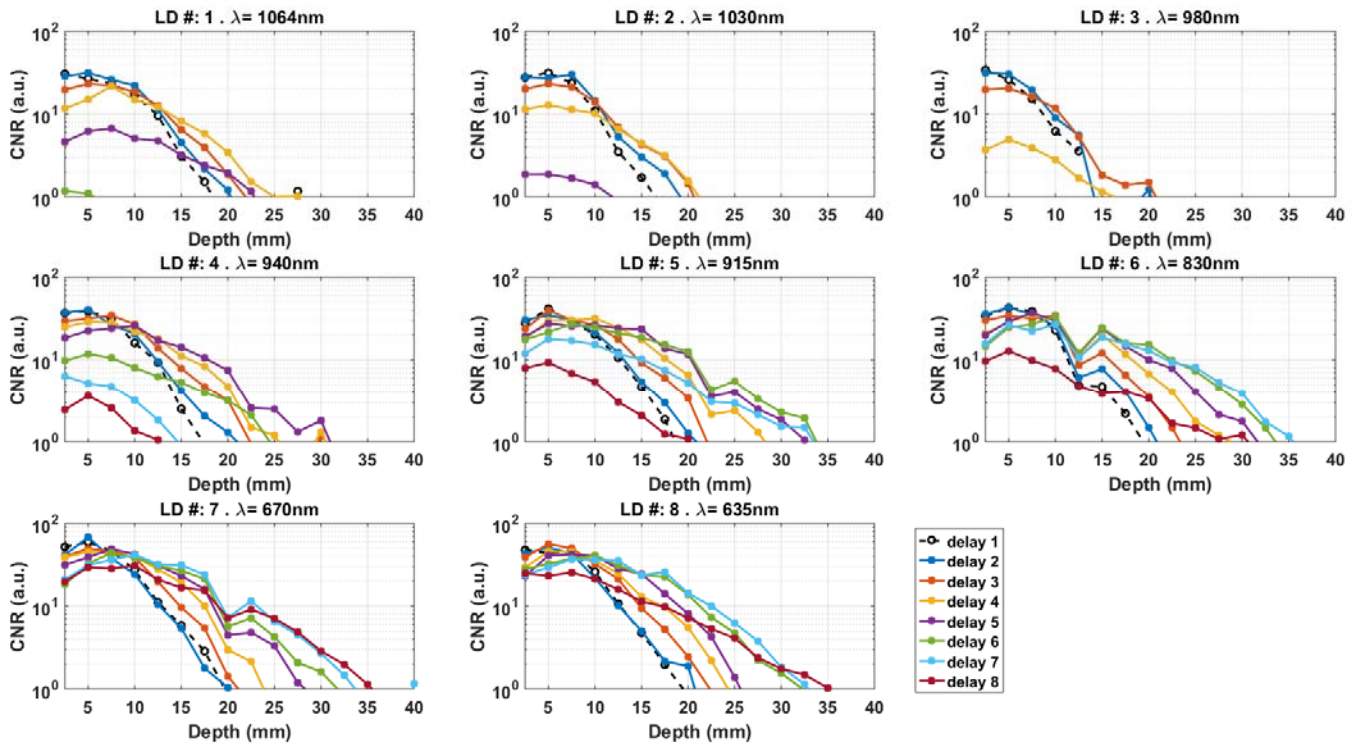 LD #: 1 . λ= 1064nm
LD #: 2 . λ= 1030nm
LD #: 3 . λ= 980nm
10²
10¹
10⁰
CNR (a.u.)
5 10 15 20 25 30 35 40
Depth (mm)
10²
10¹
10⁰
CNR (a.u.)
5 10 15 20 25 30 35 40
Depth (mm)
10²
10¹
10⁰
CNR (a.u.)
5 10 15 20 25 30 35 40
Depth (mm)
LD #: 4 . λ= 940nm
LD #: 5 . λ= 915nm
LD #: 6 . λ= 830nm
10²
10¹
10⁰
CNR (a.u.)
5 10 15 20 25 30 35 40
Depth (mm)
10²
10¹
10⁰
CNR (a.u.)
5 10 15 20 25 30 35 40
Depth (mm)
10²
10¹
10⁰
CNR (a.u.)
5 10 15 20 25 30 35 40
Depth (mm)
LD #: 7 . λ= 670nm
LD #: 8 . λ= 635nm
10²
10¹
10⁰
CNR (a.u.)
5 10 15 20 25 30 35 40
Depth (mm)
10²
10¹
10⁰
CNR (a.u.)
5 10 15 20 25 30 35 40
Depth (mm)
delay 1
delay 2
delay 3
delay 4
delay 5
delay 6
delay 7
delay 8